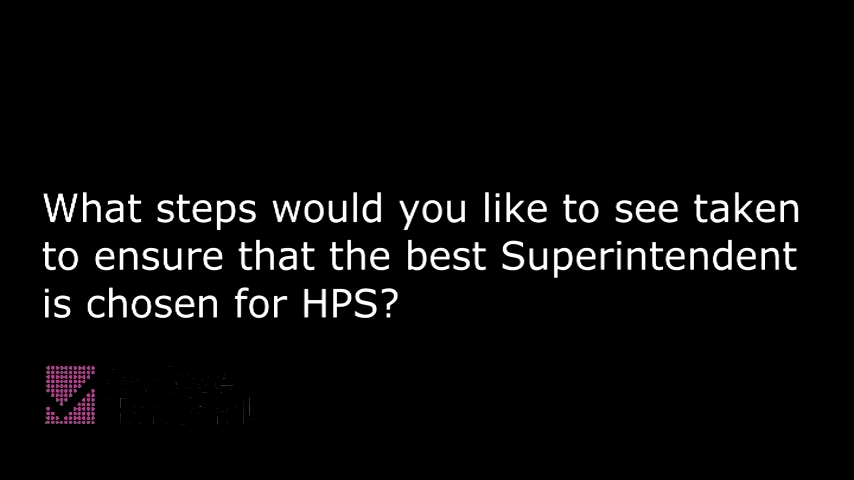 What steps would you like to see taken
to ensure that the best Superintendent
is chosen for HPS?